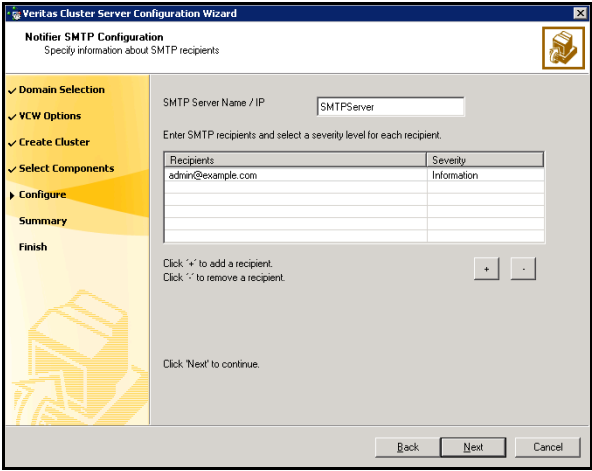 Veritas Cluster Server Configuration Wizard
Notifier SMTP Configuration
Specify information about SMTP recipients
Domain Selection
VCW Options
Create Cluster
Select Components
Configure
Summary
Finish
SMTP Server Name / IP
SMTPServer
Enter SMTP recipients and select a severity level for each recipient.
Recipients Severity
admin@example.com Information
Click ´+´ to add a recipient.
Click ´-´ to remove a recipient.
+ -
Click 'Next' to continue.
Back Next Cancel